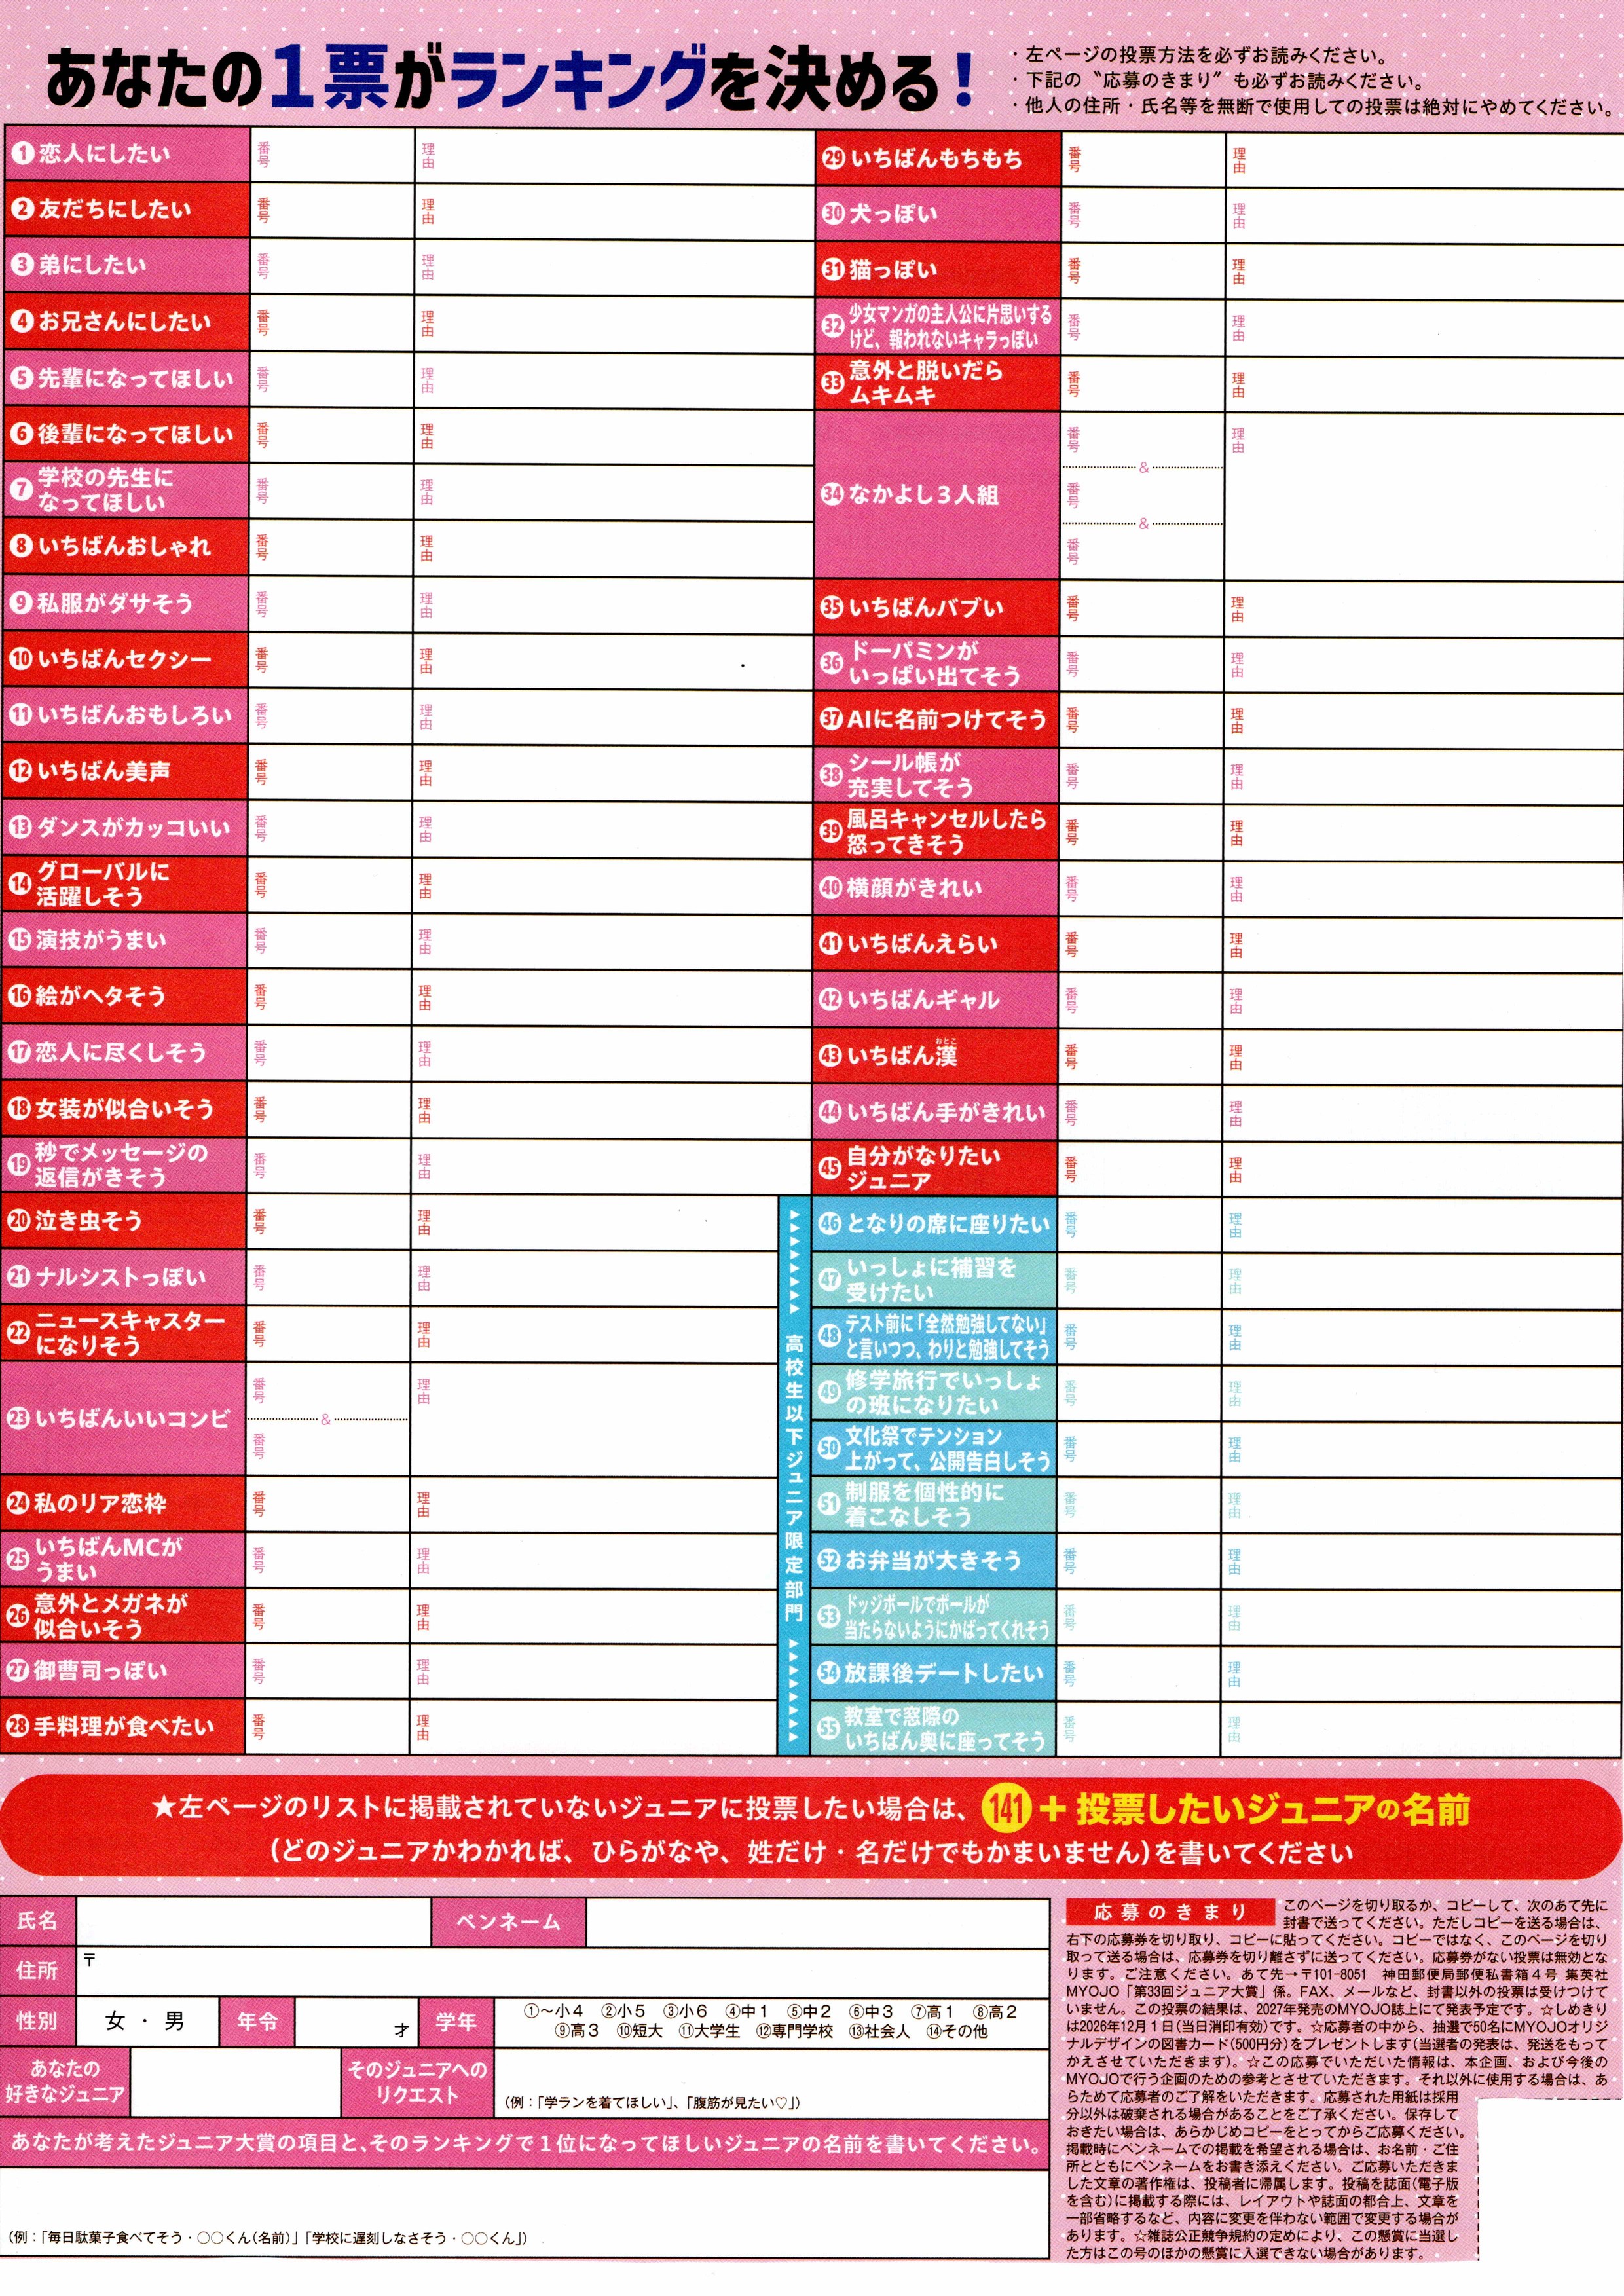 あなたの1票がランキングを決める！
・左ページの投票方法を必ずお読みください。
・下記の〝応募のきまり〟も必ずお読みください。
・他人の住所・氏名等を無断で使用しての投票は絶対にやめてください。
①恋人にしたい 番号 理由
②友だちにしたい 番号 理由
③弟にしたい 番号 理由
④お兄さんにしたい 番号 理由
⑤先輩になってほしい 番号 理由
⑥後輩になってほしい 番号 理由
⑦学校の先生に
なってほしい 番号 理由
⑧いちばんおしゃれ 番号 理由
⑨私服がダサそう 番号 理由
⑩いちばんセクシー 番号 理由
⑪いちばんおもしろい 番号 理由
⑫いちばん美声 番号 理由
⑬ダンスがカッコいい 番号 理由
⑭グローバルに
活躍しそう 番号 理由
⑮演技がうまい 番号 理由
⑯絵がヘタそう 番号 理由
⑰恋人に尽くしそう 番号 理由
⑱女装が似合いそう 番号 理由
⑲秒でメッセージの
返信がきそう 番号 理由
⑳泣き虫そう 番号 理由
㉑ナルシストっぽい 番号 理由
㉒ニュースキャスター
になりそう 番号 理由
㉓いちばんいいコンビ 番号 & 番号 理由
㉔私のリア恋枠 番号 理由
㉕いちばんMCが
うまい 番号 理由
㉖意外とメガネが
似合いそう 番号 理由
㉗御曹司っぽい 番号 理由
㉘手料理が食べたい 番号 理由
㉙いちばんもちもち 番号 理由
㉚犬っぽい 番号 理由
㉛猫っぽい 番号 理由
㉜少女マンガの主人公に片思いする
けど、報われないキャラっぽい 番号 理由
㉝意外と脱いだら
ムキムキ 番号 理由
㉞なかよし3人組 番号 & 番号 & 番号 理由
㉟いちばんバブい 番号 理由
㊱ドーパミンが
いっぱい出てそう 番号 理由
㊲AIに名前つけてそう 番号 理由
㊳シール帳が
充実してそう 番号 理由
㊴風呂キャンセルしたら
怒ってきそう 番号 理由
㊵横顔がきれい 番号 理由
㊶いちばんえらい 番号 理由
㊷いちばんギャル 番号 理由
㊸いちばん漢 おとこ 番号 理由
㊹いちばん手がきれい 番号 理由
㊺自分がなりたい
ジュニア 番号 理由
高校生以下ジュニア限定部門
㊻となりの席に座りたい 番号 理由
㊼いっしょに補習を
受けたい 番号 理由
㊽テスト前に「全然勉強してない」
と言いつつ、わりと勉強してそう 番号 理由
㊾修学旅行でいっしょ
の班になりたい 番号 理由
㊿文化祭でテンション
上がって、公開告白しそう 番号 理由
51 制服を個性的に
着こなしそう 番号 理由
52 お弁当が大きそう 番号 理由
53 ドッジボールでボールが
当たらないようにかばってくれそう 番号 理由
54 放課後デートしたい 番号 理由
55 教室で窓際の
いちばん奥に座ってそう 番号 理由
★左ページのリストに掲載されていないジュニアに投票したい場合は、141＋投票したいジュニアの名前
(どのジュニアかわかれば、ひらがなや、姓だけ・名だけでもかまいません)を書いてください
氏名 ペンネーム
住所 〒
性別 女・男 年令 才 学年 ①〜小4 ②小5 ③小6 ④中1 ⑤中2 ⑥中3 ⑦高1 ⑧高2
⑨高3 ⑩短大 ⑪大学生 ⑫専門学校 ⑬社会人 ⑭その他
あなたの
好きなジュニア
そのジュニアへの
リクエスト
(例：「学ランを着てほしい」、「腹筋が見たい♡」)
あなたが考えたジュニア大賞の項目と、そのランキングで1位になってほしいジュニアの名前を書いてください。
(例：「毎日駄菓子食べてそう・○○くん(名前)」「学校に遅刻しなさそう・○○くん」)
応募のきまり
このページを切り取るか、コピーして、次のあて先に
封書で送ってください。ただしコピーを送る場合は、
右下の応募券を切り取り、コピーに貼ってください。コピーではなく、このページを切り
取って送る場合は、応募券を切り離さずに送ってください。応募券がない投票は無効とな
ります。ご注意ください。あて先→〒101-8051 神田郵便局郵便私書箱4号 集英社
MYOJO「第33回ジュニア大賞」係。FAX、メールなど、封書以外の投票は受けつけて
いません。この投票の結果は、2027年発売のMYOJO誌上にて発表予定です。☆しめきり
は2026年12月1日(当日消印有効)です。☆応募者の中から、抽選で50名にMYOJOオリジ
ナルデザインの図書カード(500円分)をプレゼントします(当選者の発表は、発送をもって
かえさせていただきます)。☆この応募でいただいた情報は、本企画、および今後の
MYOJOで行う企画のための参考とさせていただきます。それ以外に使用する場合は、あ
らためて応募者のご了解をいただきます。応募された用紙は採用
分以外は破棄される場合があることをご了承ください。保存して
おきたい場合は、あらかじめコピーをとってからご応募ください。
掲載時にペンネームでの掲載を希望される場合は、お名前・ご住
所とともにペンネームをお書き添えください。ご応募いただきま
した文章の著作権は、投稿者に帰属します。投稿を誌面(電子版
を含む)に掲載する際には、レイアウトや誌面の都合上、文章を
一部省略するなど、内容に変更を伴わない範囲で変更する場合が
あります。☆雑誌公正競争規約の定めにより、この懸賞に当選し
た方はこの号のほかの懸賞に入選できない場合があります。